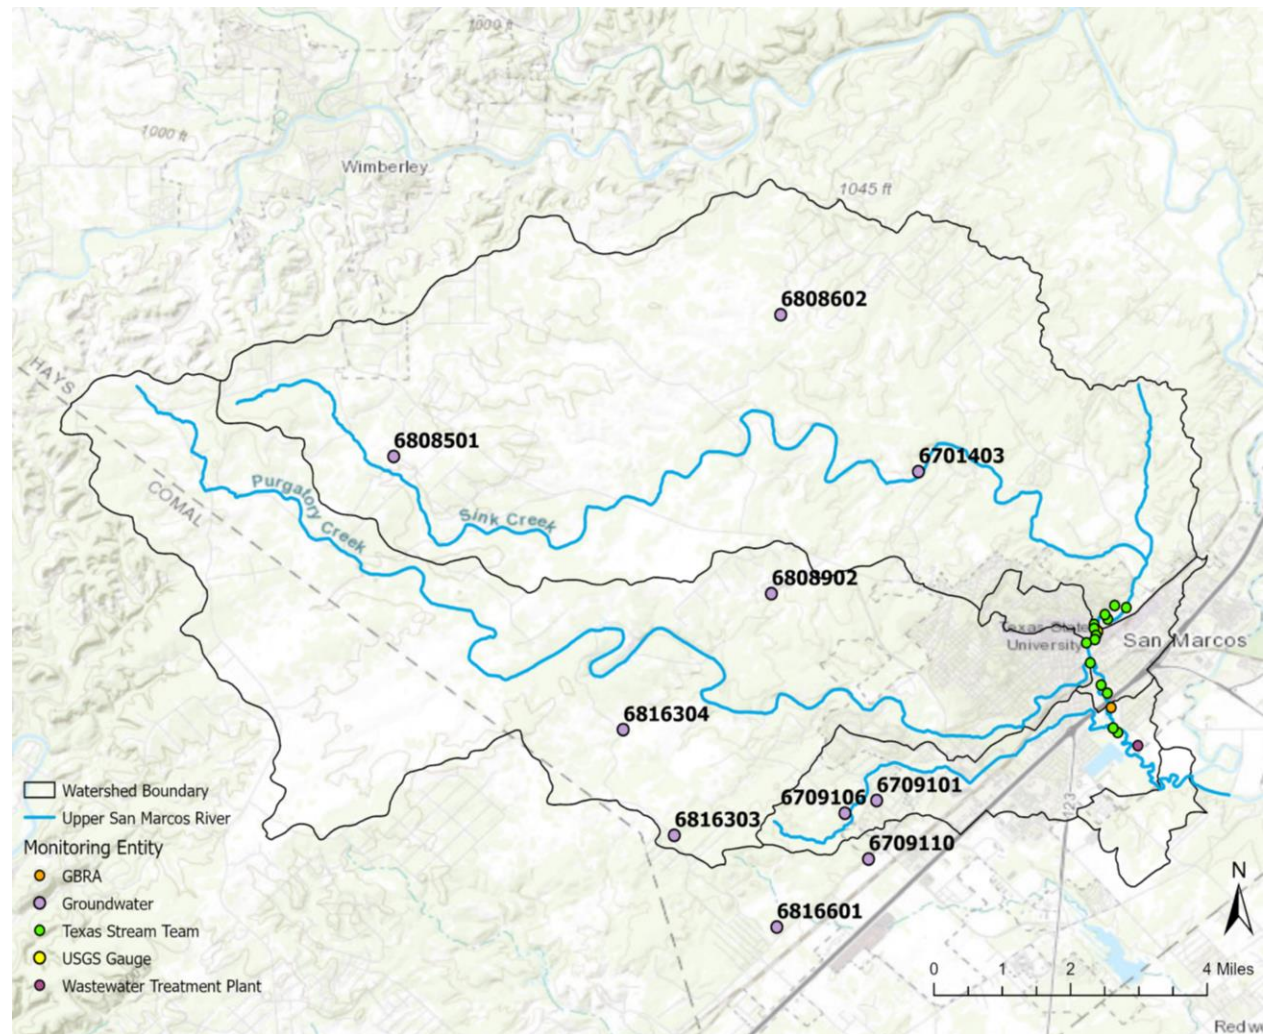 1000 ft
1000 ft
Wimberley
1045 ft
6808602
HAYS
6808501
6701403
COMAL
Purgatory Creek
Sink Creek
6808902
Texas State
University
San Marcos
6816304
Watershed Boundary
Upper San Marcos River
Monitoring Entity
GBRA
Groundwater
Texas Stream Team
USGS Gauge
Wastewater Treatment Plant
6709101
6709106
123
6816303
6709110
6816601
N
0 1 2 4 Miles
Redw